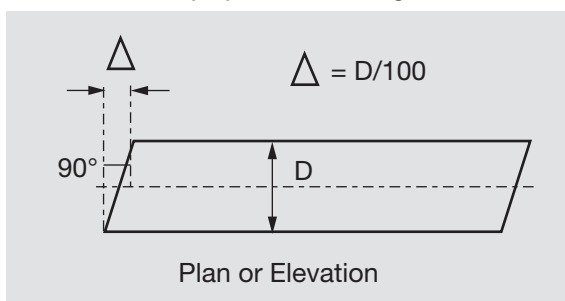 Δ
Δ = D/100
90°
D
Plan or Elevation